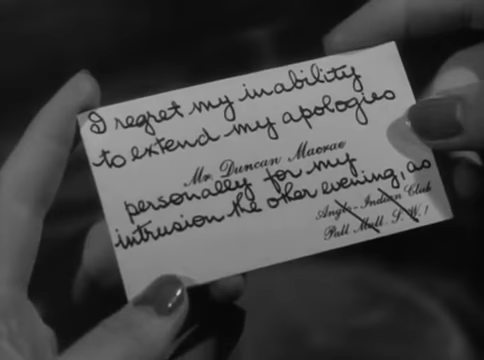 I regret my inability
to extend my apologies
Mr. Duncan Macrae
personally for my
intrusion the other evening, as
Anglo-Indian Club
Pall Mall. S.W.1